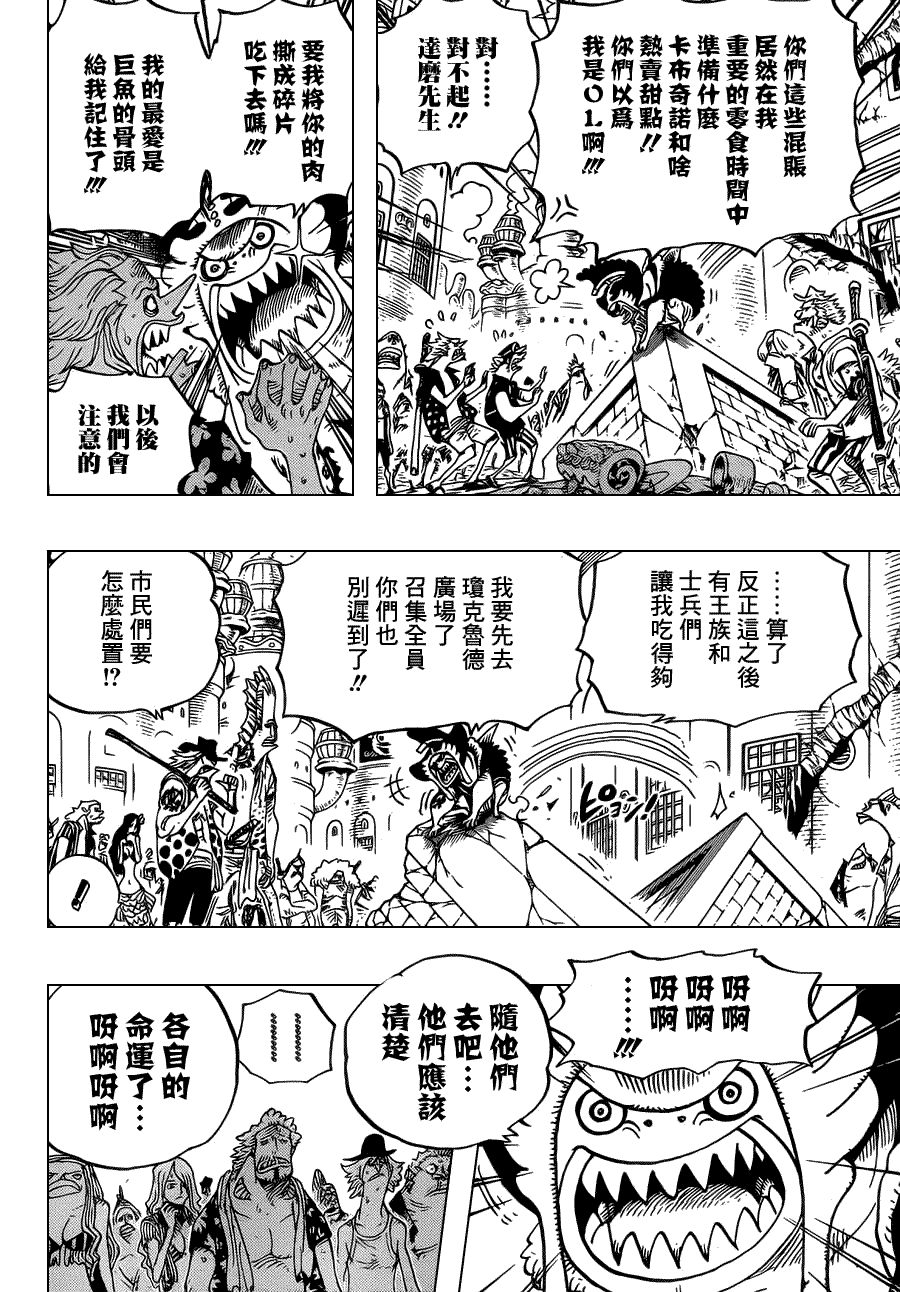 你們這些混賬
居然在我
重要的零食時間中
準備什麼
卡布奇諾和啥
熱賣甜點!!
你們以爲
我是OL啊!!!
對……
對不起!!
達磨先生
要我將你的肉
撕成碎片
吃下去嗎!!!
我的最愛是
巨魚的骨頭
給我記住了!!!
以後
我們會
注意的
……算了
反正這之後
有王族和
士兵們
讓我吃得夠
我要先去
瓊克魯德
廣場了
召集全員
你們也
別遲到了!!
ピョン!
市民們要
怎麼處置!?
!
呀啊
呀啊
呀啊
……!!!
隨他們
去吧…
他們應該
清楚
………
………
各自的
命運了…
呀啊呀啊